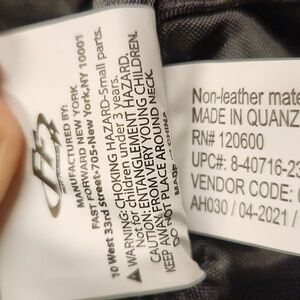 MANUFACTURED BY:
FAST FORWARD NEW YORK,
10 West 33rd Street•705•New York,NY 10001
WARNING: CHOKING HAZARD-Small parts.
Not for children under 3 years.
CAUTION: ENTANGLEMENT HAZARD.
KEEP AWAY FROM VERY YOUNG CHILDREN.
DO NOT PLACE AROUND NECK.
MADE IN CHINA
Non-leather mate
MADE IN QUANZ
RN# 120600
UPC#: 8-40716-23
VENDOR CODE:
AH030 / 04-2021 /